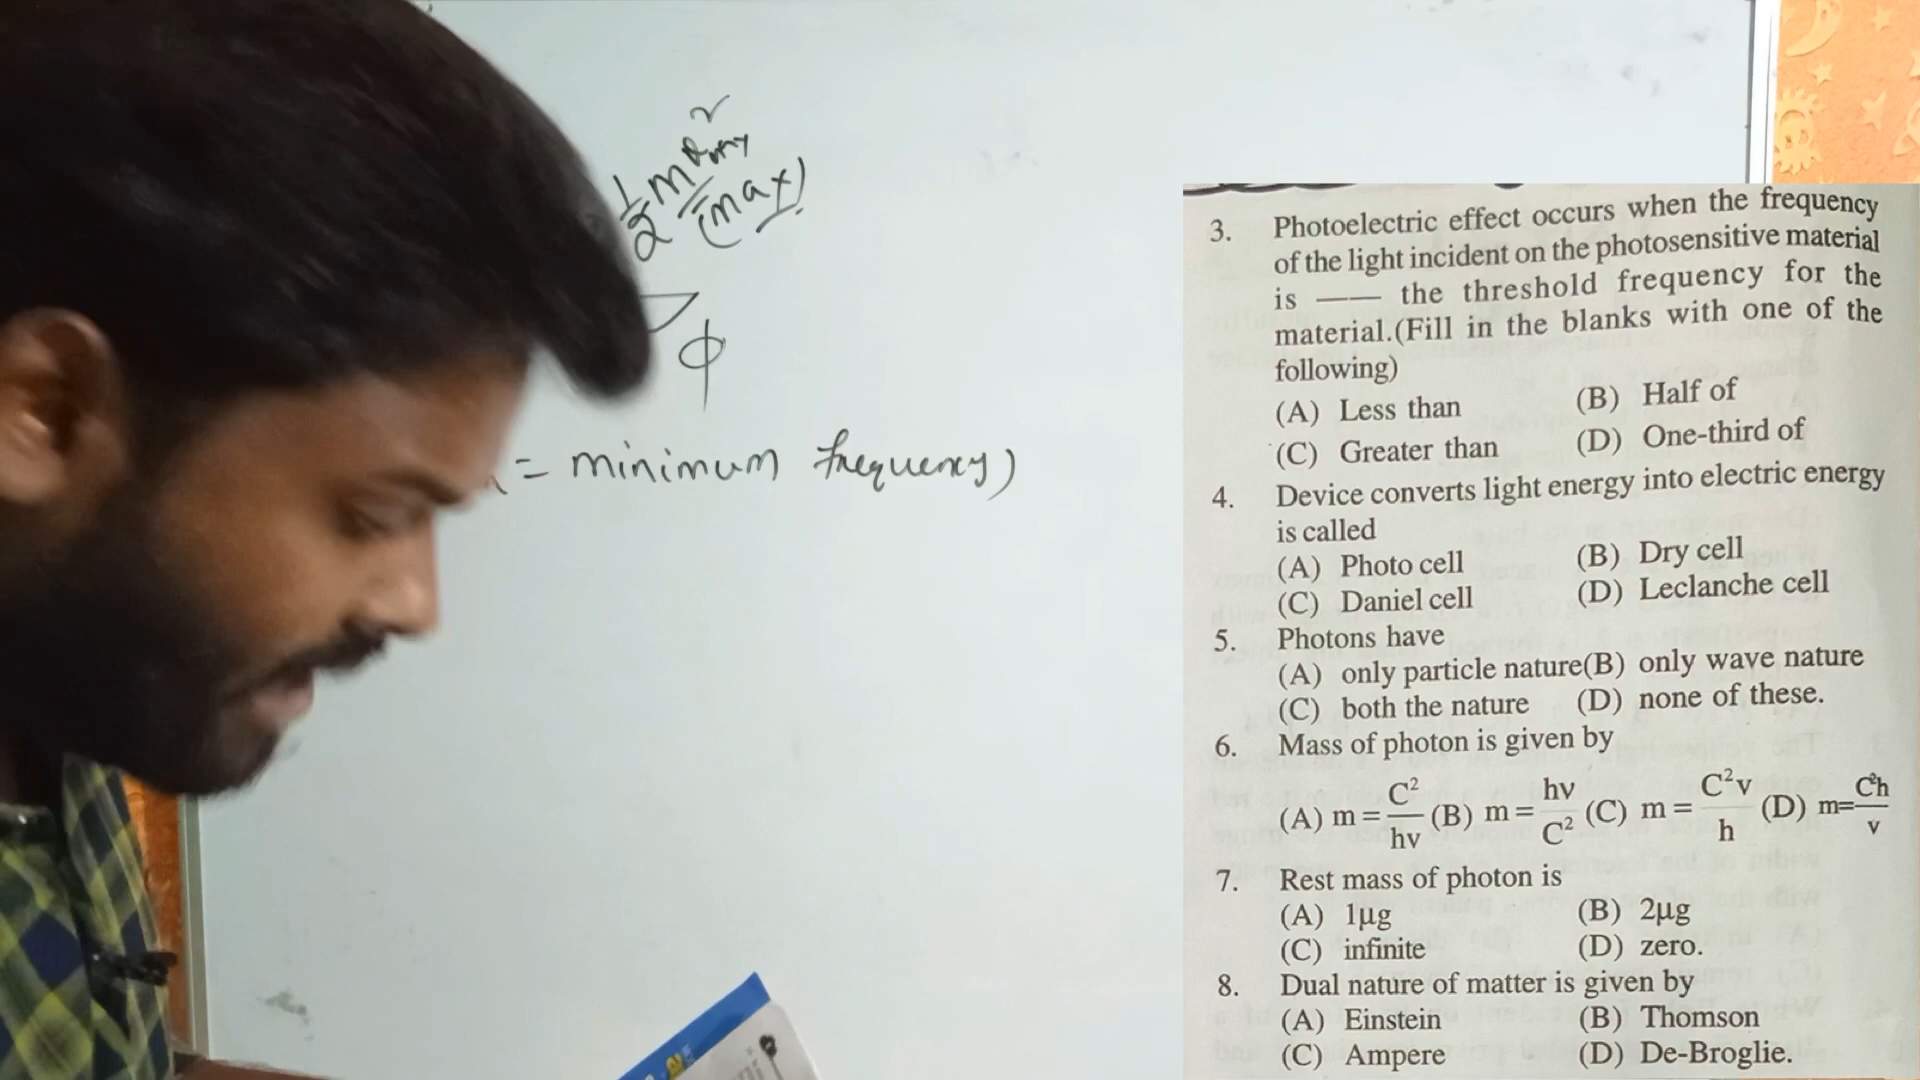 1/2 m v²max
(max)
φ
= minimum frequency)
3. Photoelectric effect occurs when the frequency
of the light incident on the photosensitive material
is —— the threshold frequency for the
material.(Fill in the blanks with one of the
following)
(A) Less than (B) Half of
(C) Greater than (D) One-third of
4. Device converts light energy into electric energy
is called
(A) Photo cell (B) Dry cell
(C) Daniel cell (D) Leclanche cell
5. Photons have
(A) only particle nature(B) only wave nature
(C) both the nature (D) none of these.
6. Mass of photon is given by
(A) m = C²/hν (B) m = hν/C² (C) m = C²ν/h (D) m=C²h/ν
7. Rest mass of photon is
(A) 1µg (B) 2µg
(C) infinite (D) zero.
8. Dual nature of matter is given by
(A) Einstein (B) Thomson
(C) Ampere (D) De-Broglie.